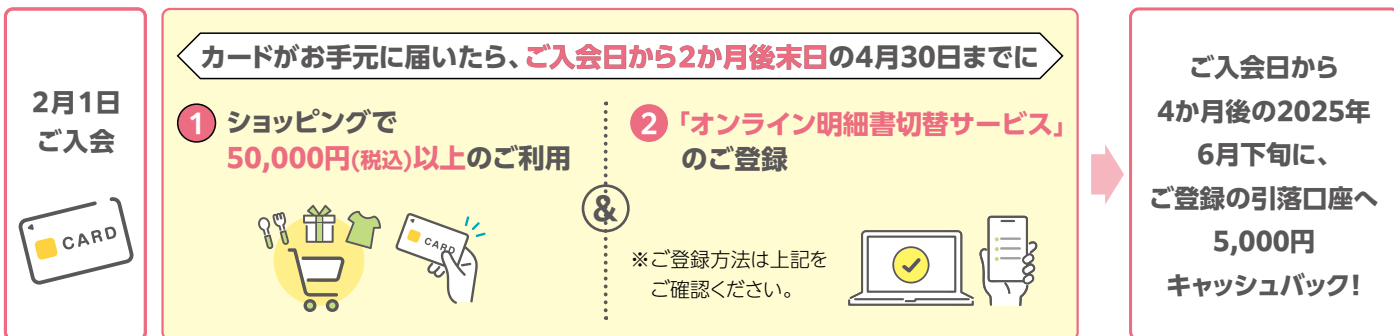 2月1日
ご入会
CARD
カードがお手元に届いたら、ご入会日から2か月後末日の4月30日までに
1 ショッピングで
50,000円(税込)以上のご利用
CARD
&
2 「オンライン明細書切替サービス」
のご登録
※ご登録方法は上記を
ご確認ください。
ご入会日から
4か月後の2025年
6月下旬に、
ご登録の引落口座へ
5,000円
キャッシュバック!